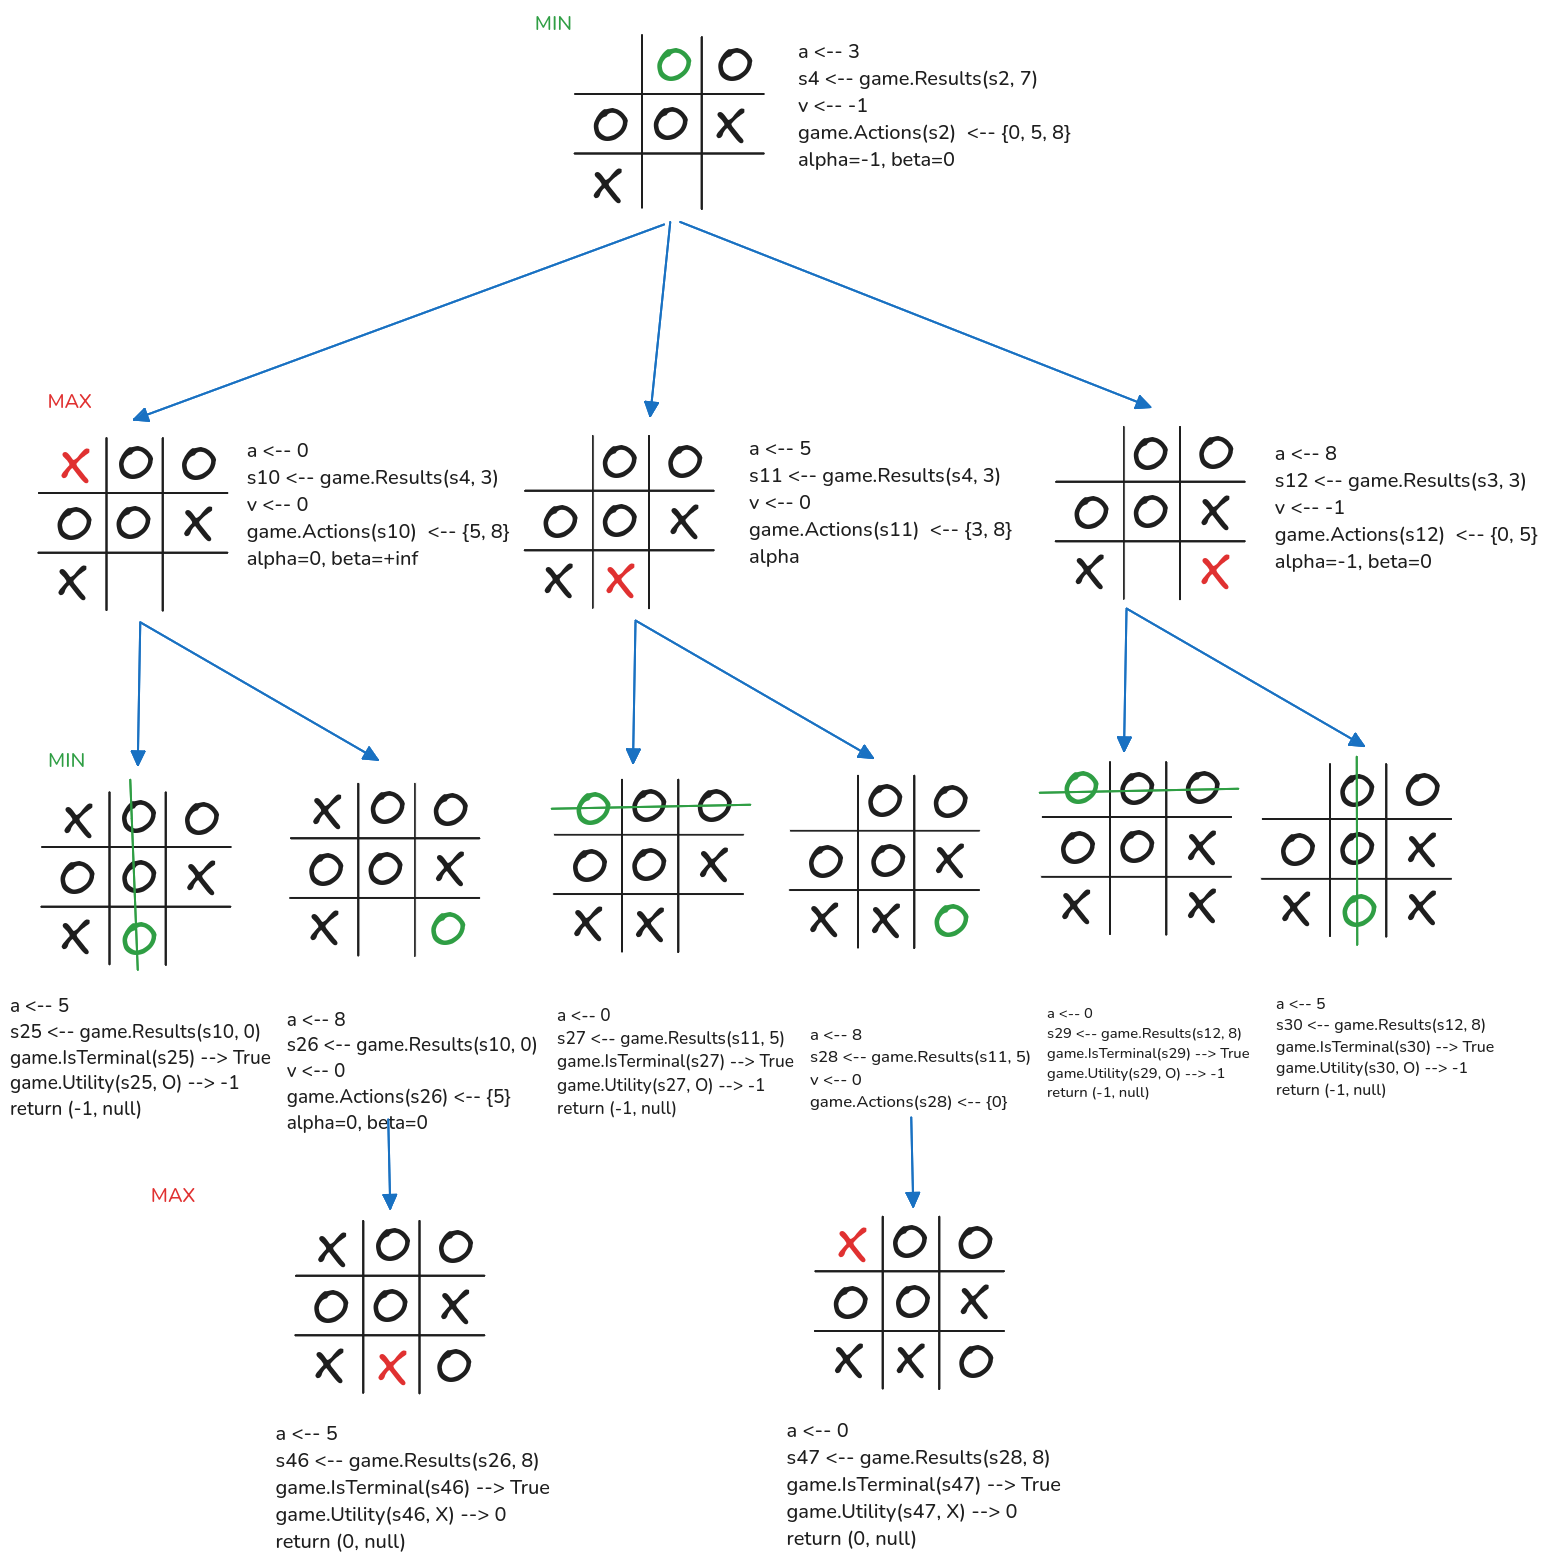 MIN
a <-- 3
s4 <-- game.Results(s2, 7)
v <-- -1
game.Actions(s2)  <-- {0, 5, 8}
alpha=-1, beta=0
MAX
a <-- 0
s10 <-- game.Results(s4, 3)
v <-- 0
game.Actions(s10)  <-- {5, 8}
alpha=0, beta=+inf
a <-- 5
s11 <-- game.Results(s4, 3)
v <-- 0
game.Actions(s11)  <-- {3, 8}
alpha
a <-- 8
s12 <-- game.Results(s3, 3)
v <-- -1
game.Actions(s12)  <-- {0, 5}
alpha=-1, beta=0
MIN
a <-- 5
s25 <-- game.Results(s10, 0)
game.IsTerminal(s25) --> True
game.Utility(s25, O) --> -1
return (-1, null)
a <-- 8
s26 <-- game.Results(s10, 0)
v <-- 0
game.Actions(s26) <-- {5}
alpha=0, beta=0
a <-- 0
s27 <-- game.Results(s11, 5)
game.IsTerminal(s27) --> True
game.Utility(s27, O) --> -1
return (-1, null)
a <-- 8
s28 <-- game.Results(s11, 5)
v <-- 0
game.Actions(s28) <-- {0}
a <-- 0
s29 <-- game.Results(s12, 8)
game.IsTerminal(s29) --> True
game.Utility(s29, O) --> -1
return (-1, null)
a <-- 5
s30 <-- game.Results(s12, 8)
game.IsTerminal(s30) --> True
game.Utility(s30, O) --> -1
return (-1, null)
MAX
a <-- 5
s46 <-- game.Results(s26, 8)
game.IsTerminal(s46) --> True
game.Utility(s46, X) --> 0
return (0, null)
a <-- 0
s47 <-- game.Results(s28, 8)
game.IsTerminal(s47) --> True
game.Utility(s47, X) --> 0
return (0, null)